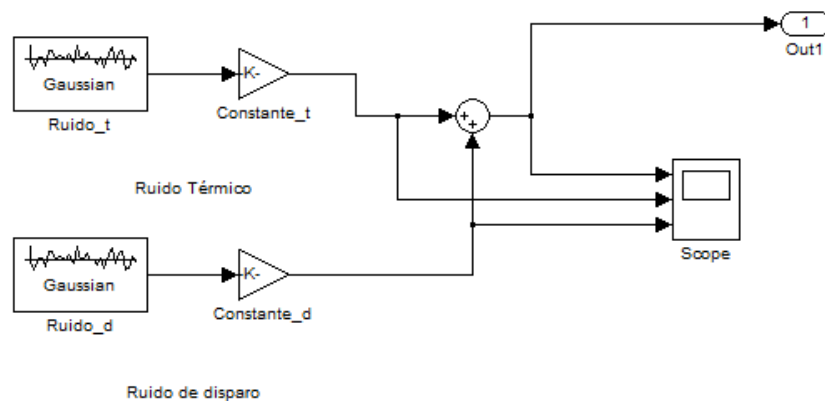 1
Out1
Gaussian
Ruido_t
-K-
Constante_t
+
+
Ruido Térmico
Scope
Gaussian
Ruido_d
-K-
Constante_d
Ruido de disparo